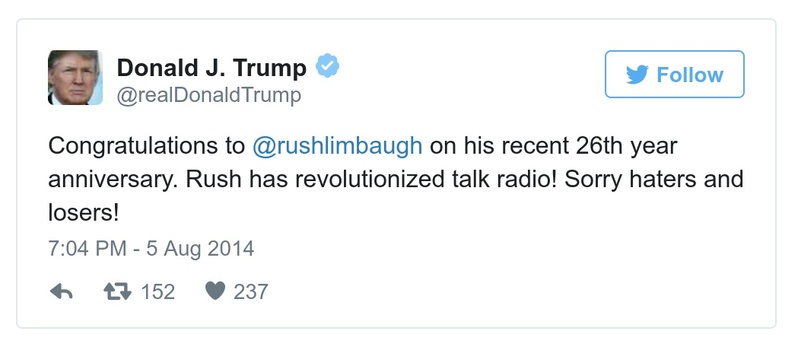 Donald J. Trump
@realDonaldTrump
Follow
Congratulations to @rushlimbaugh on his recent 26th year
anniversary. Rush has revolutionized talk radio! Sorry haters and
losers!
7:04 PM - 5 Aug 2014
152 237